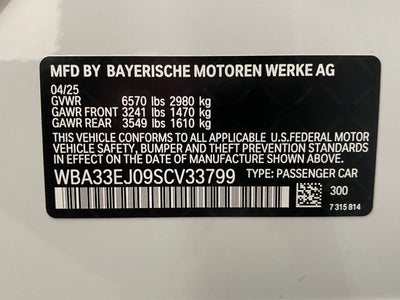 MFD BY BAYERISCHE MOTOREN WERKE AG
04/25
GVWR 6570 lbs 2980 kg
GAWR FRONT 3241 lbs 1470 kg
GAWR REAR 3549 lbs 1610 kg
THIS VEHICLE CONFORMS TO ALL APPLICABLE U.S.FEDERAL MOTOR
VEHICLE SAFETY, BUMPER AND THEFT PREVENTION STANDARDS
IN EFFECT ON THE DATE OF MANUFACTURE SHOWN ABOVE.
WBA33EJ09SCV33799 TYPE: PASSENGER CAR
300
7 315 814